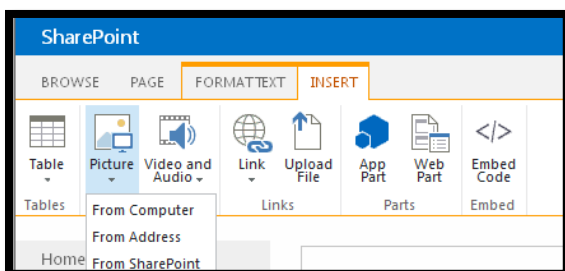 SharePoint
BROWSE PAGE FORMAT TEXT INSERT
Table Picture Video and Audio Link Upload File App Part Web Part Embed Code
Tables Links Parts Embed
From Computer
From Address
From SharePoint
Home